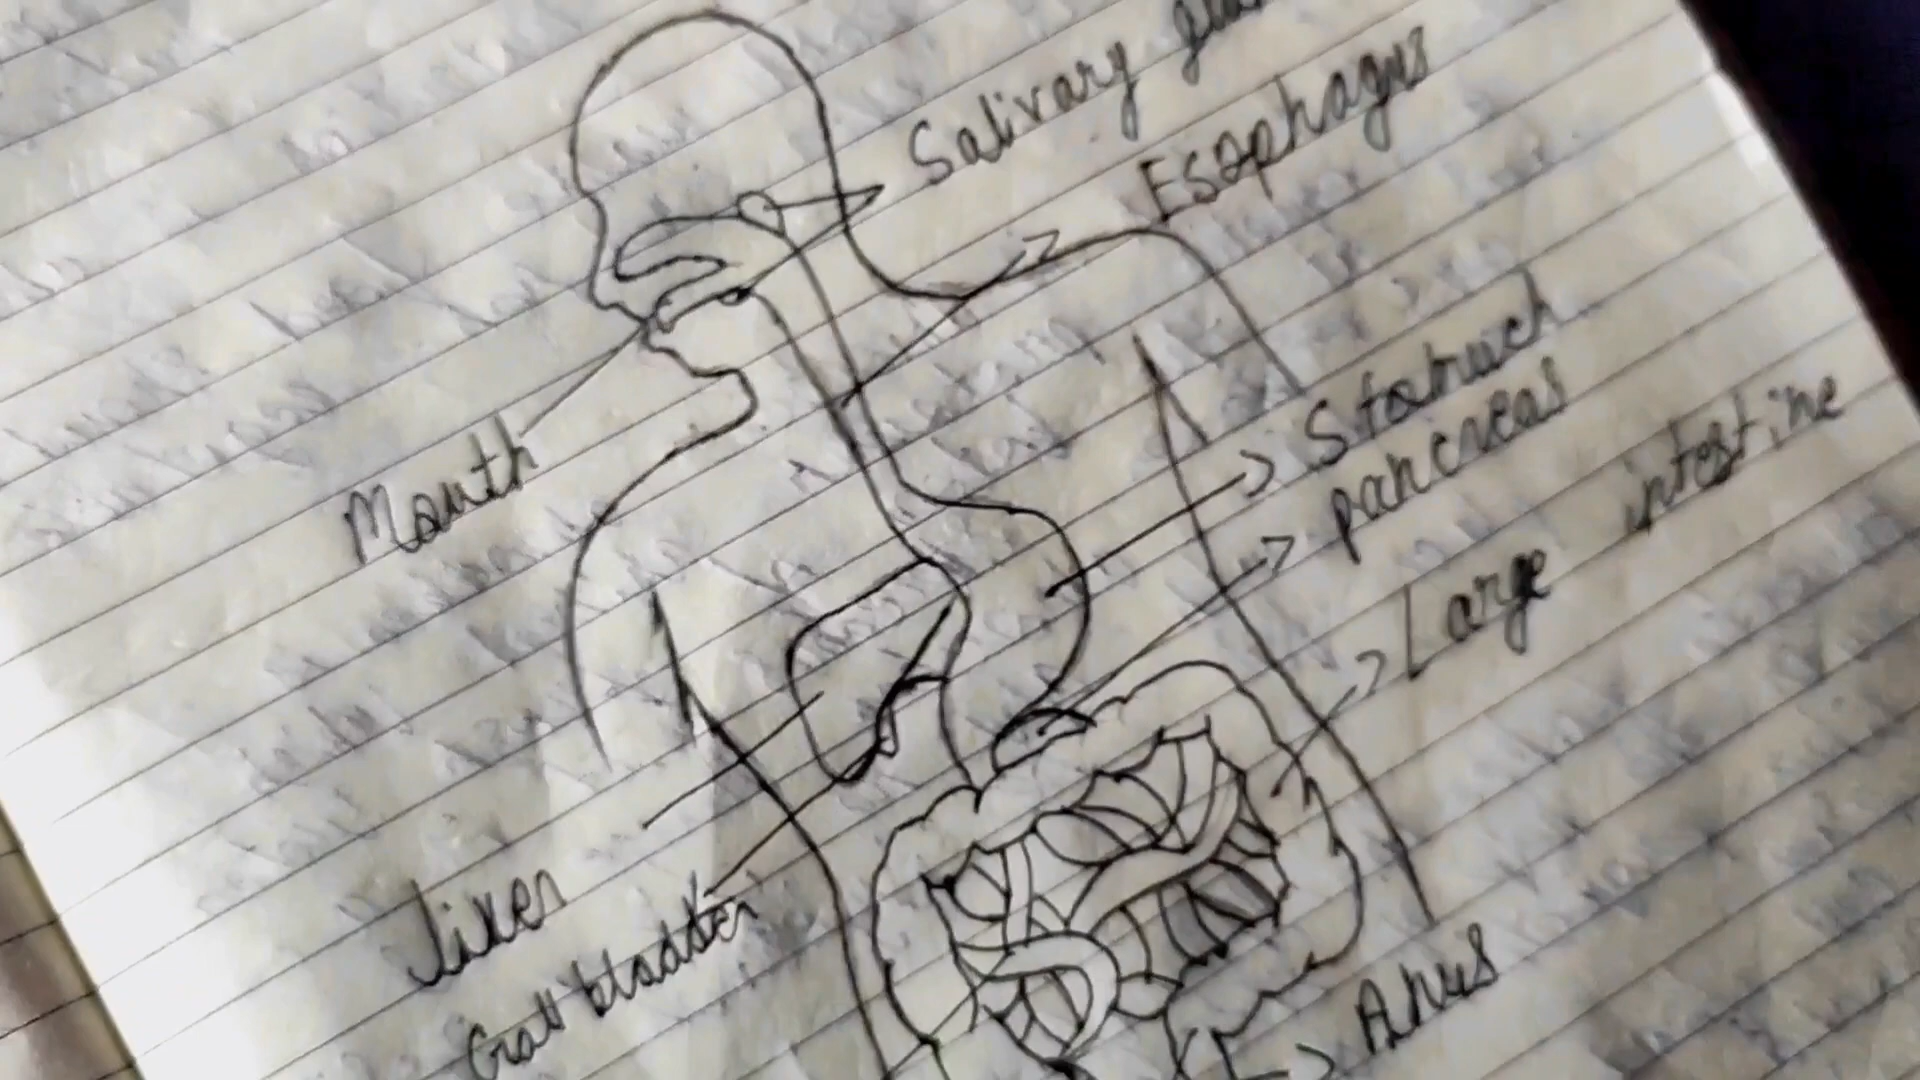 Salivary
Esophagus
Mouth
Stomach
pancreas
Large intestine
Liver
Gall bladder
Anus